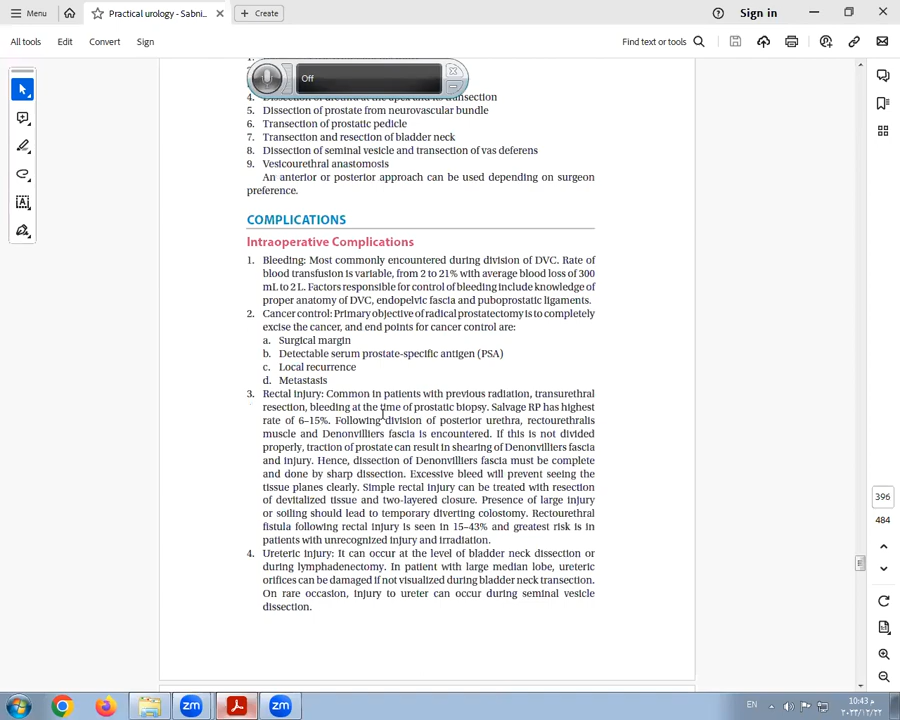 Menu
Practical urology - Sabni...
Create
Sign in
All tools
Edit
Convert
Sign
Find text or tools
Off
5. Dissection of prostate from neurovascular bundle
6. Transection of prostatic pedicle
7. Transection and resection of bladder neck
8. Dissection of seminal vesicle and transection of vas deferens
9. Vesicourethral anastomosis
An anterior or posterior approach can be used depending on surgeon
preference.
COMPLICATIONS
Intraoperative Complications
1. Bleeding: Most commonly encountered during division of DVC. Rate of
blood transfusion is variable, from 2 to 21% with average blood loss of 300
mL to 2 L. Factors responsible for control of bleeding include knowledge of
proper anatomy of DVC, endopelvic fascia and puboprostatic ligaments.
2. Cancer control: Primary objective of radical prostatectomy is to completely
excise the cancer, and end points for cancer control are:
a. Surgical margin
b. Detectable serum prostate-specific antigen (PSA)
c. Local recurrence
d. Metastasis
3. Rectal injury: Common in patients with previous radiation, transurethral
resection, bleeding at the time of prostatic biopsy. Salvage RP has highest
rate of 6–15%. Following division of posterior urethra, rectourethralis
muscle and Denonvilliers fascia is encountered. If this is not divided
properly, traction of prostate can result in shearing of Denonvilliers fascia
and injury. Hence, dissection of Denonvilliers fascia must be complete
and done by sharp dissection. Excessive bleed will prevent seeing the
tissue planes clearly. Simple rectal injury can be treated with resection
of devitalized tissue and two-layered closure. Presence of large injury
or soiling should lead to temporary diverting colostomy. Rectourethral
fistula following rectal injury is seen in 15–43% and greatest risk is in
patients with unrecognized injury and irradiation.
4. Ureteric injury: It can occur at the level of bladder neck dissection or
during lymphadenectomy. In patient with large median lobe, ureteric
orifices can be damaged if not visualized during bladder neck transection.
On rare occasion, injury to ureter can occur during seminal vesicle
dissection.
396
484
zm
zm
EN
10:43 م